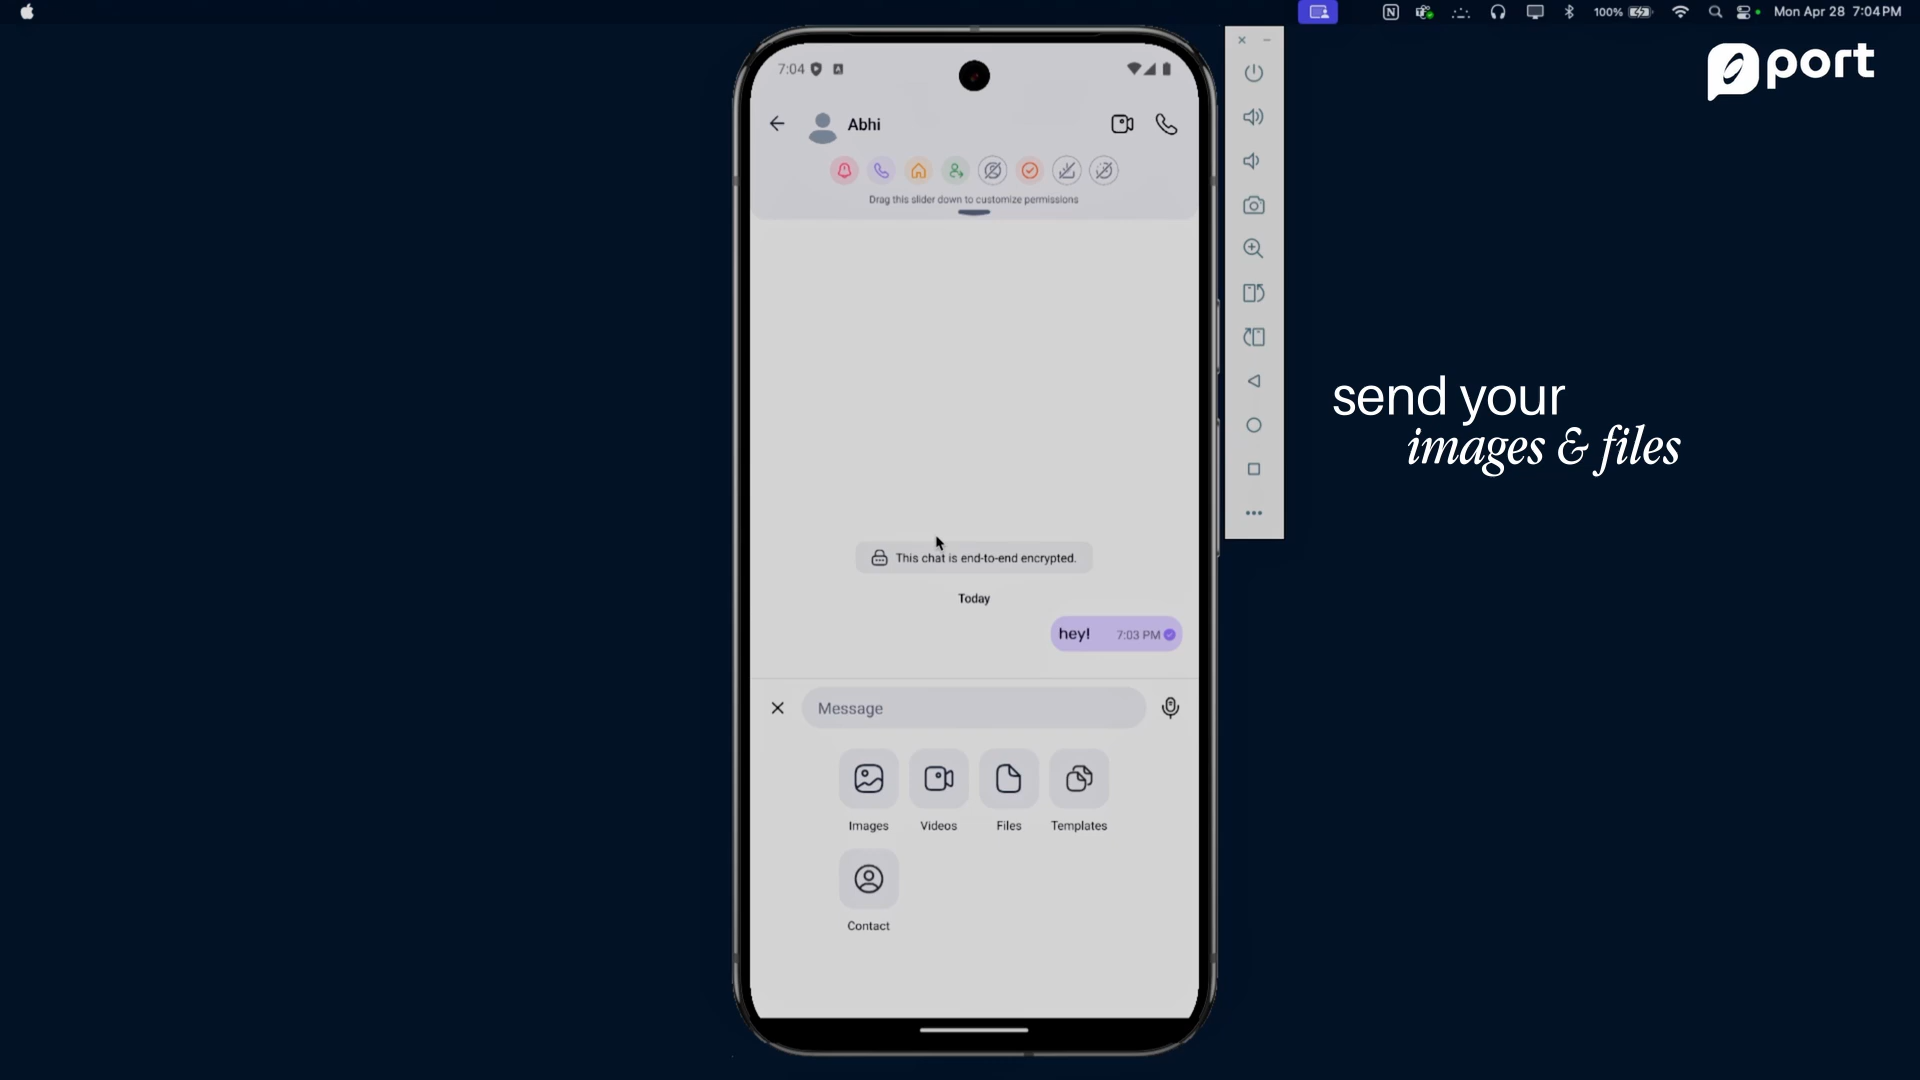 100%
Mon Apr 28 7:04 PM
port
7:04
Abhi
Drag this slider down to customize permissions
send your
images & files
This chat is end-to-end encrypted.
Today
hey! 7:03 PM
Message
Images Videos Files Templates
Contact